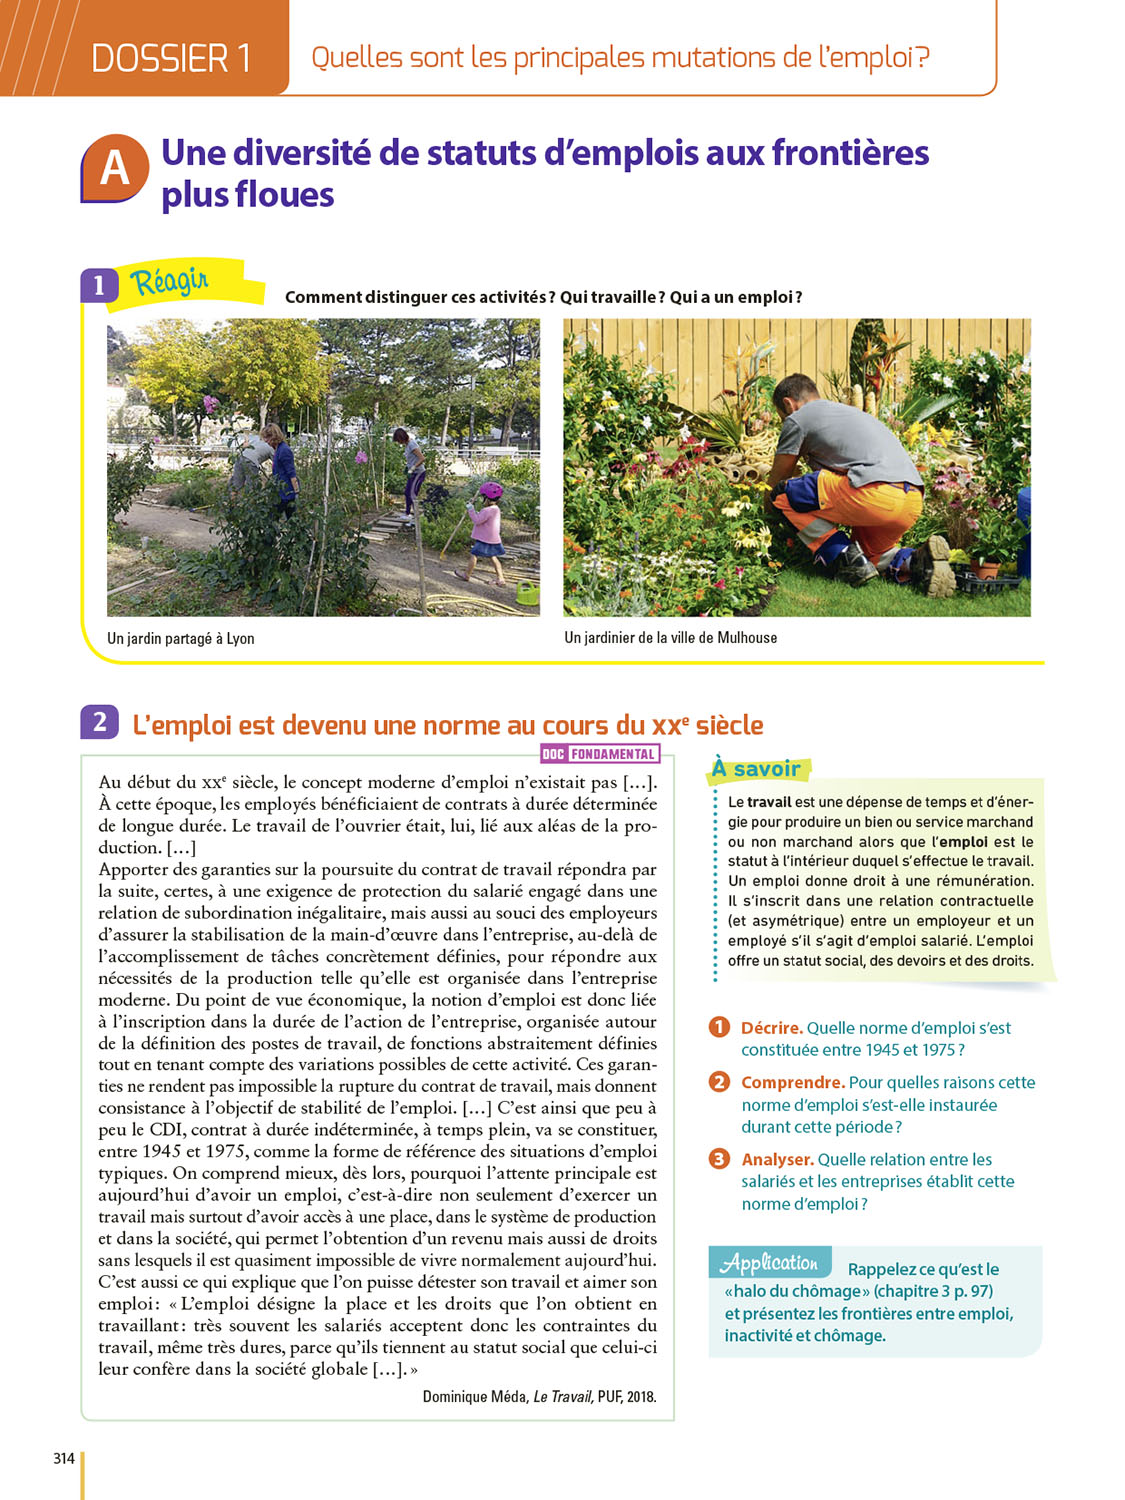 DOSSIER 1
Quelles sont les principales mutations de l'emploi ?
A
Une diversité de statuts d'emplois aux frontières
plus floues
1 Réagir
Comment distinguer ces activités ? Qui travaille ? Qui a un emploi ?
Un jardin partagé à Lyon
Un jardinier de la ville de Mulhouse
2 L'emploi est devenu une norme au cours du XXe siècle
DOC FONDAMENTAL
Au début du XXe siècle, le concept moderne d'emploi n'existait pas […].
À cette époque, les employés bénéficiaient de contrats à durée déterminée
de longue durée. Le travail de l'ouvrier était, lui, lié aux aléas de la pro-
duction. […]
Apporter des garanties sur la poursuite du contrat de travail répondra par
la suite, certes, à une exigence de protection du salarié engagé dans une
relation de subordination inégalitaire, mais aussi au souci des employeurs
d'assurer la stabilisation de la main-d'œuvre dans l'entreprise, au-delà de
l'accomplissement de tâches concrètement définies, pour répondre aux
nécessités de la production telle qu'elle est organisée dans l'entreprise
moderne. Du point de vue économique, la notion d'emploi est donc liée
à l'inscription dans la durée de l'action de l'entreprise, organisée autour
de la définition des postes de travail, de fonctions abstraitement définies
tout en tenant compte des variations possibles de cette activité. Ces garan-
ties ne rendent pas impossible la rupture du contrat de travail, mais donnent
consistance à l'objectif de stabilité de l'emploi. […] C'est ainsi que peu à
peu le CDI, contrat à durée indéterminée, à temps plein, va se constituer,
entre 1945 et 1975, comme la forme de référence des situations d'emploi
typiques. On comprend mieux, dès lors, pourquoi l'attente principale est
aujourd'hui d'avoir un emploi, c'est-à-dire non seulement d'exercer un
travail mais surtout d'avoir accès à une place, dans le système de production
et dans la société, qui permet l'obtention d'un revenu mais aussi de droits
sans lesquels il est quasiment impossible de vivre normalement aujourd'hui.
C'est aussi ce qui explique que l'on puisse détester son travail et aimer son
emploi : « L'emploi désigne la place et les droits que l'on obtient en
travaillant : très souvent les salariés acceptent donc les contraintes du
travail, même très dures, parce qu'ils tiennent au statut social que celui-ci
leur confère dans la société globale […]. »
Dominique Méda, Le Travail, PUF, 2018.
À savoir
Le travail est une dépense de temps et d'éner-
gie pour produire un bien ou service marchand
ou non marchand alors que l'emploi est le
statut à l'intérieur duquel s'effectue le travail.
Un emploi donne droit à une rémunération.
Il s'inscrit dans une relation contractuelle
(et asymétrique) entre un employeur et un
employé s'il s'agit d'emploi salarié. L'emploi
offre un statut social, des devoirs et des droits.
1 Décrire. Quelle norme d'emploi s'est
constituée entre 1945 et 1975 ?
2 Comprendre. Pour quelles raisons cette
norme d'emploi s'est-elle instaurée
durant cette période ?
3 Analyser. Quelle relation entre les
salariés et les entreprises établit cette
norme d'emploi ?
Application
Rappelez ce qu'est le
« halo du chômage » (chapitre 3 p. 97)
et présentez les frontières entre emploi,
inactivité et chômage.
314